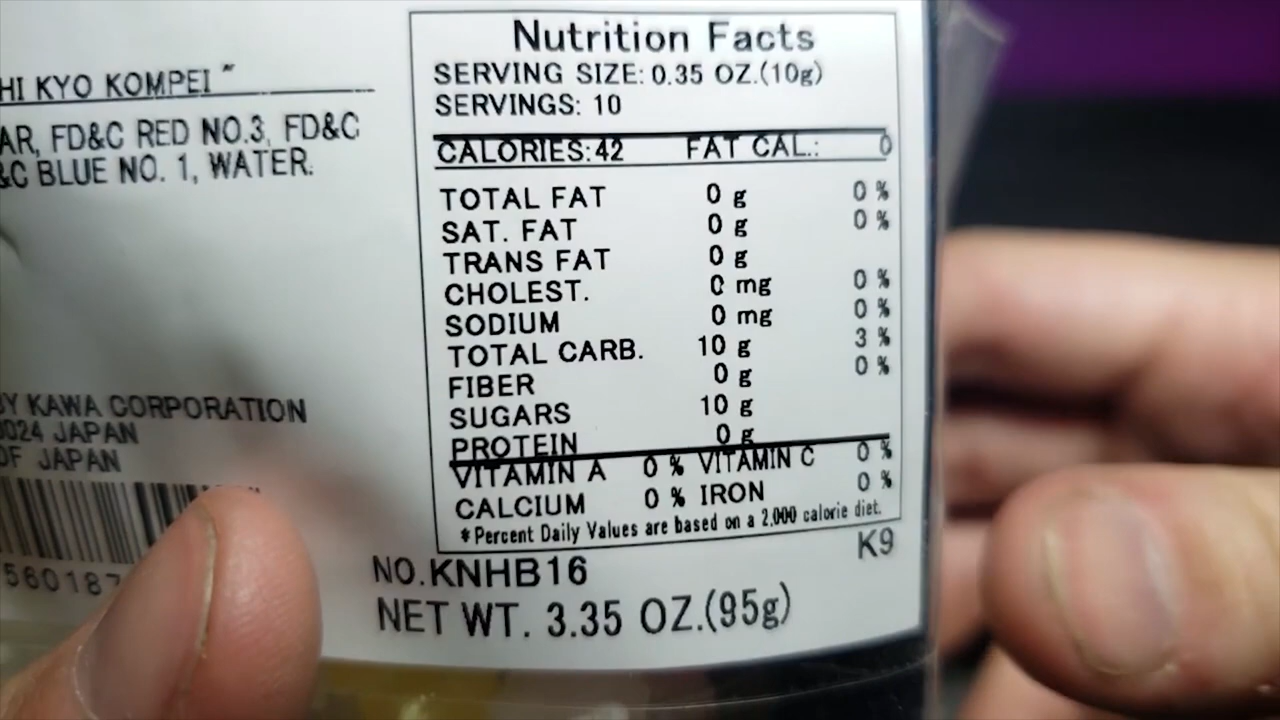 HI KYO KOMPEI "
AR, FD&C RED NO.3, FD&C
&C BLUE NO. 1, WATER.
BY KAWA CORPORATION
0024 JAPAN
OF JAPAN
560187
Nutrition Facts
SERVING SIZE: 0.35 OZ.(10g)
SERVINGS: 10
CALORIES:42 FAT CAL.: 0
TOTAL FAT 0 g 0 %
SAT. FAT 0 g 0 %
TRANS FAT 0 g
CHOLEST. 0 mg 0 %
SODIUM 0 mg 0 %
TOTAL CARB. 10 g 3 %
FIBER 0 g 0 %
SUGARS 10 g
PROTEIN 0 g
VITAMIN A 0 % VITAMIN C 0 %
CALCIUM 0 % IRON 0 %
*Percent Daily Values are based on a 2,000 calorie diet.
K9
NO.KNHB16
NET WT. 3.35 OZ.(95g)